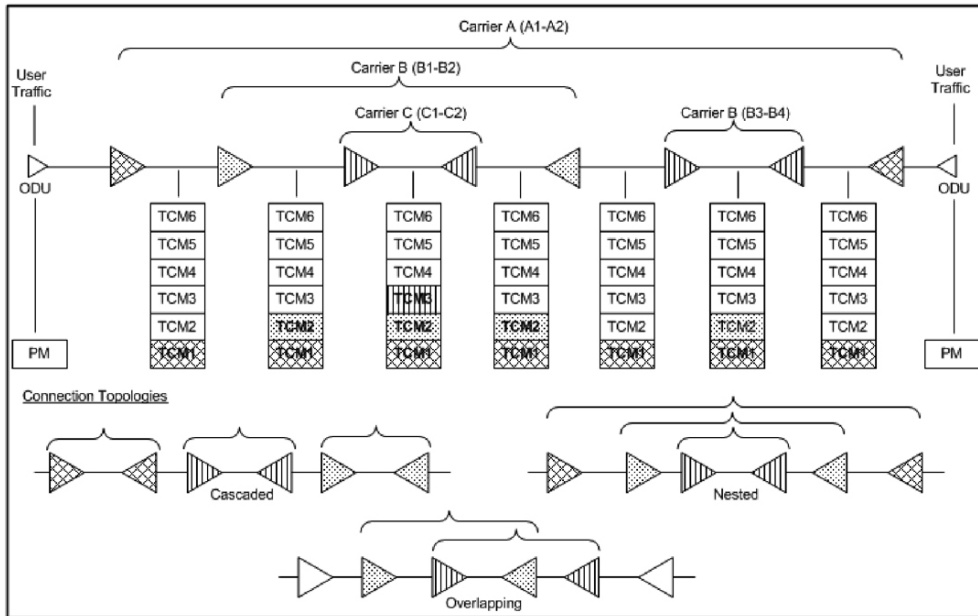 Carrier A (A1-A2)
User
Traffic
Carrier B (B1-B2)
User
Traffic
Carrier C (C1-C2)
Carrier B (B3-B4)
ODU
ODU
TCM6 TCM6 TCM6 TCM6 TCM6 TCM6 TCM6
TCM5 TCM5 TCM5 TCM5 TCM5 TCM5 TCM5
TCM4 TCM4 TCM4 TCM4 TCM4 TCM4 TCM4
TCM3 TCM3 TCM3 TCM3 TCM3 TCM3 TCM3
TCM2 TCM2 TCM2 TCM2 TCM2 TCM2 TCM2
PM TCM1 TCM1 TCM1 TCM1 TCM1 TCM1 TCM1 PM
Connection Topologies
Cascaded
Nested
Overlapping